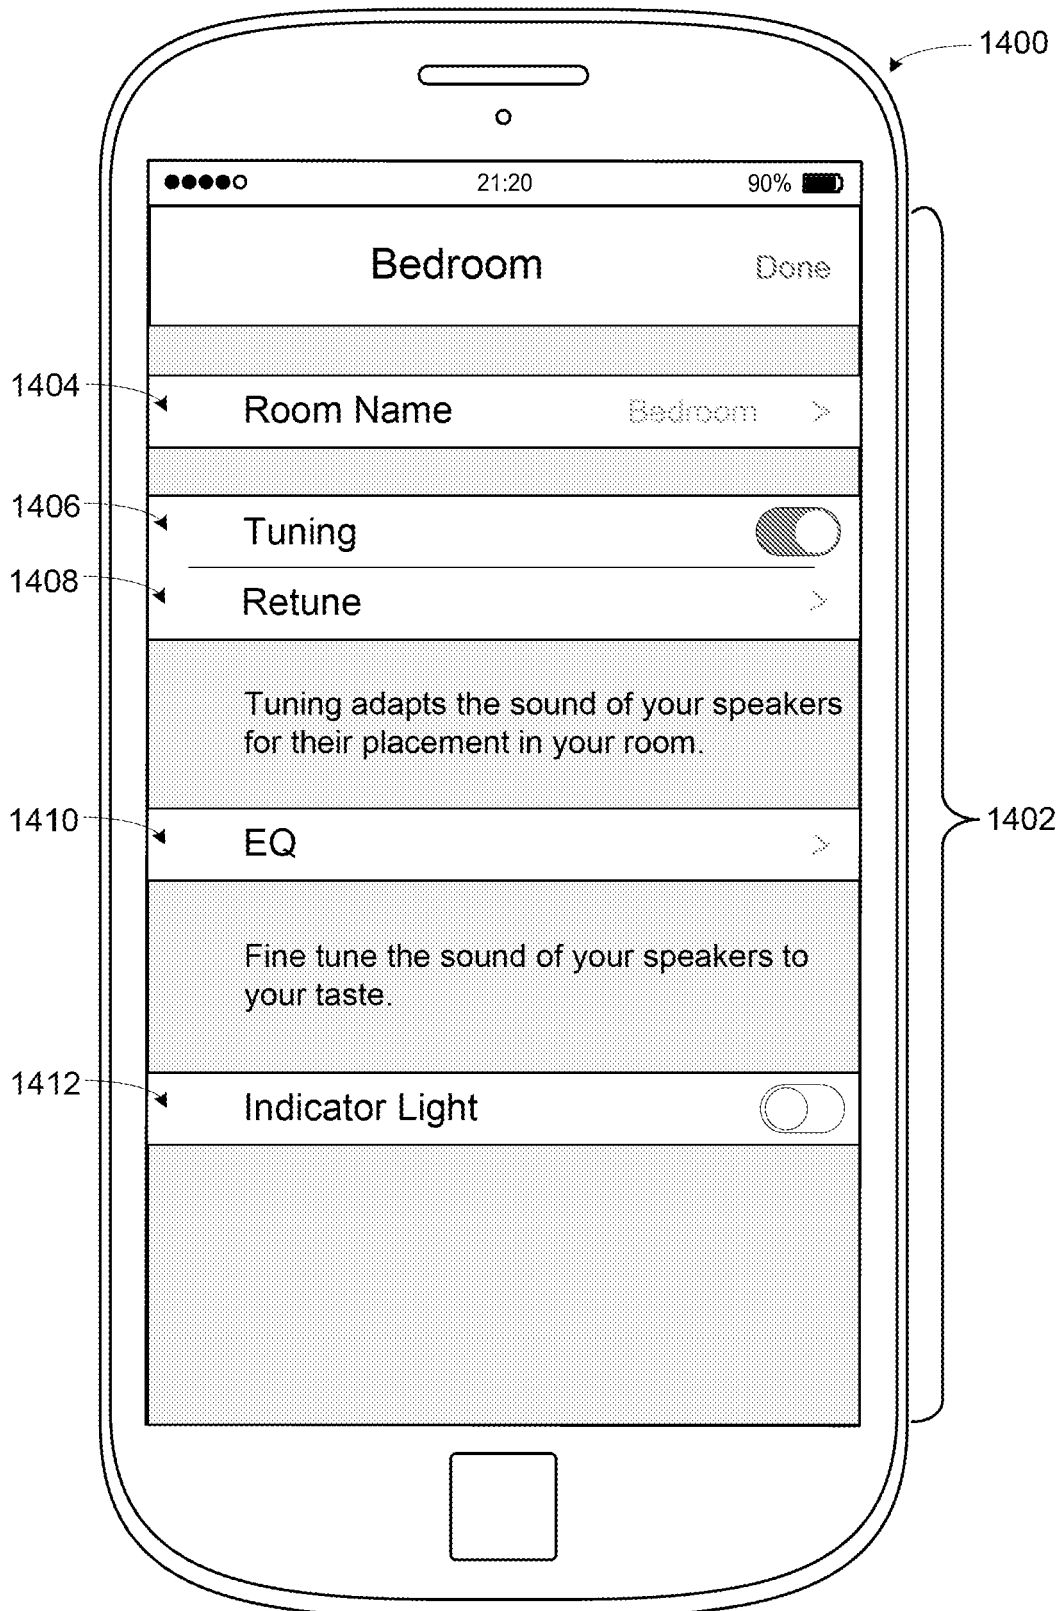 1400
21:20 90%
Bedroom Done
1404 Room Name Bedroom >
1406 Tuning
1408 Retune >
Tuning adapts the sound of your speakers
for their placement in your room.
1410 EQ >
1402
Fine tune the sound of your speakers to
your taste.
1412 Indicator Light